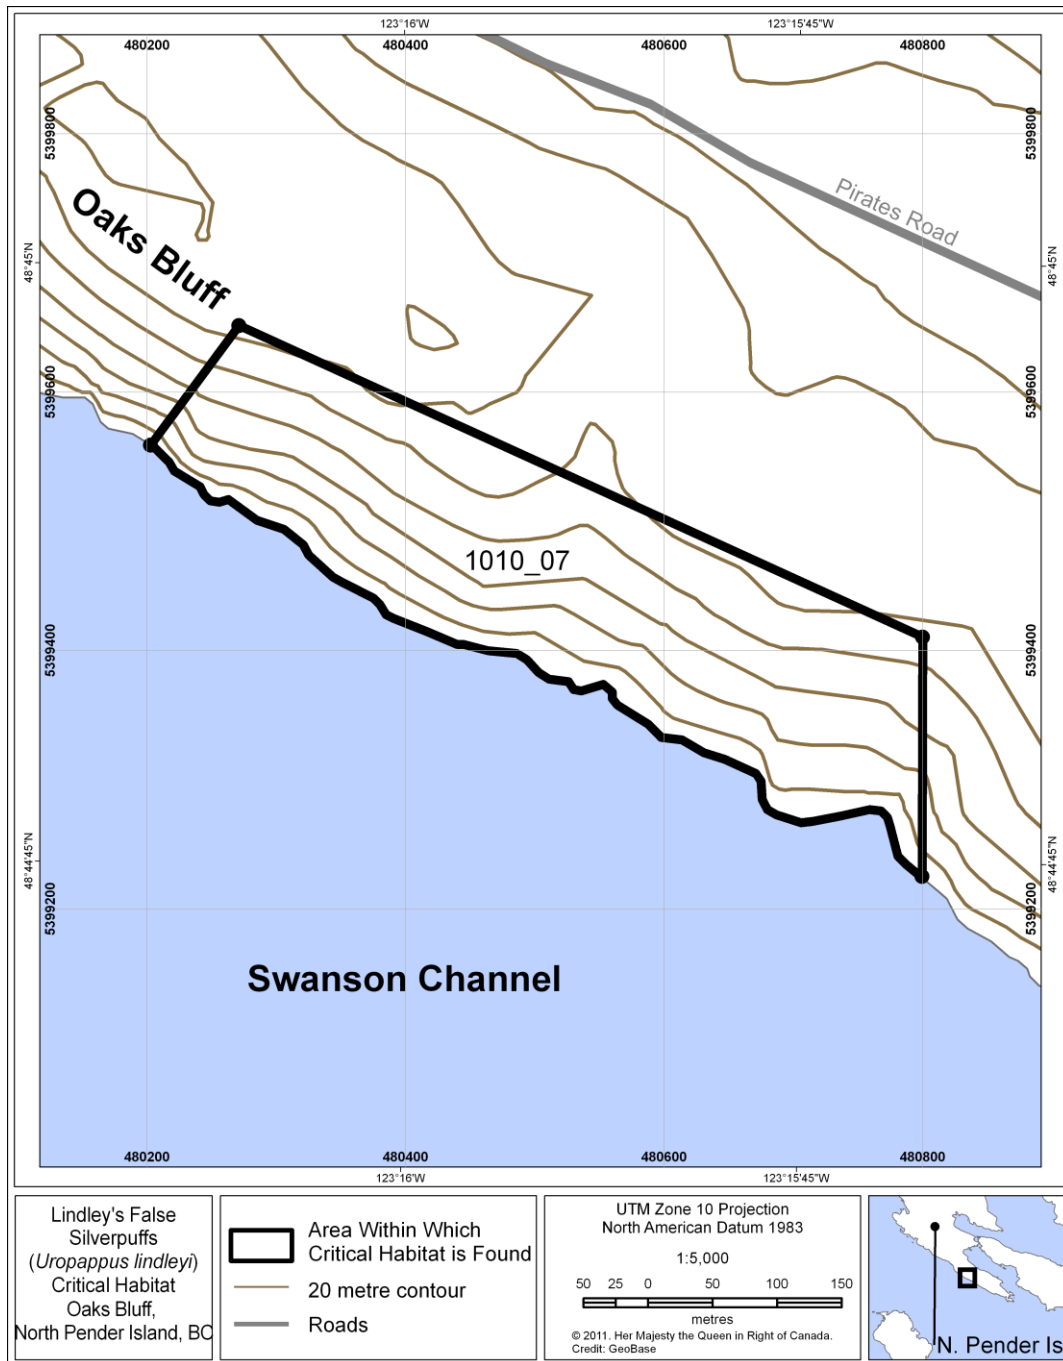 123°16'W 123°15'45"W
480200 480400 480600 480800
5399800 5399800
Pirates Road
Oaks Bluff
48°45'N 48°45'N
5399600 5399600
1010_07
5399400 5399400
48°44'45"N 48°44'45"N
5399200 5399200
Swanson Channel
480200 480400 480600 480800
123°16'W 123°15'45"W
Lindley's False
Silverpuffs
(Uropappus lindleyi)
Critical Habitat
Oaks Bluff,
North Pender Island, BC
Area Within Which
Critical Habitat is Found
20 metre contour
Roads
UTM Zone 10 Projection
North American Datum 1983
1:5,000
50 25 0 50 100 150
metres
© 2011. Her Majesty the Queen in Right of Canada.
Credit: GeoBase
N. Pender Is